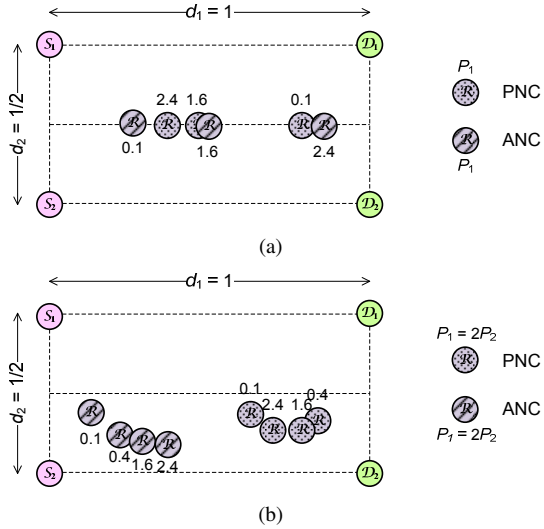 d₁ = 1
S₁
D₁
d₂ = 1/2
2.4 1.6 0.1
R R R R
0.1 1.6 2.4
S₂
D₂
P₁
R PNC
R ANC
P₁
(a)
d₁ = 1
S₁
D₁
d₂ = 1/2
0.1 2.4 1.6 0.4
R R R R R R R R
0.1 0.4 1.6 2.4
S₂
D₂
P₁ = 2P₂
R PNC
R ANC
P₁ = 2P₂
(b)